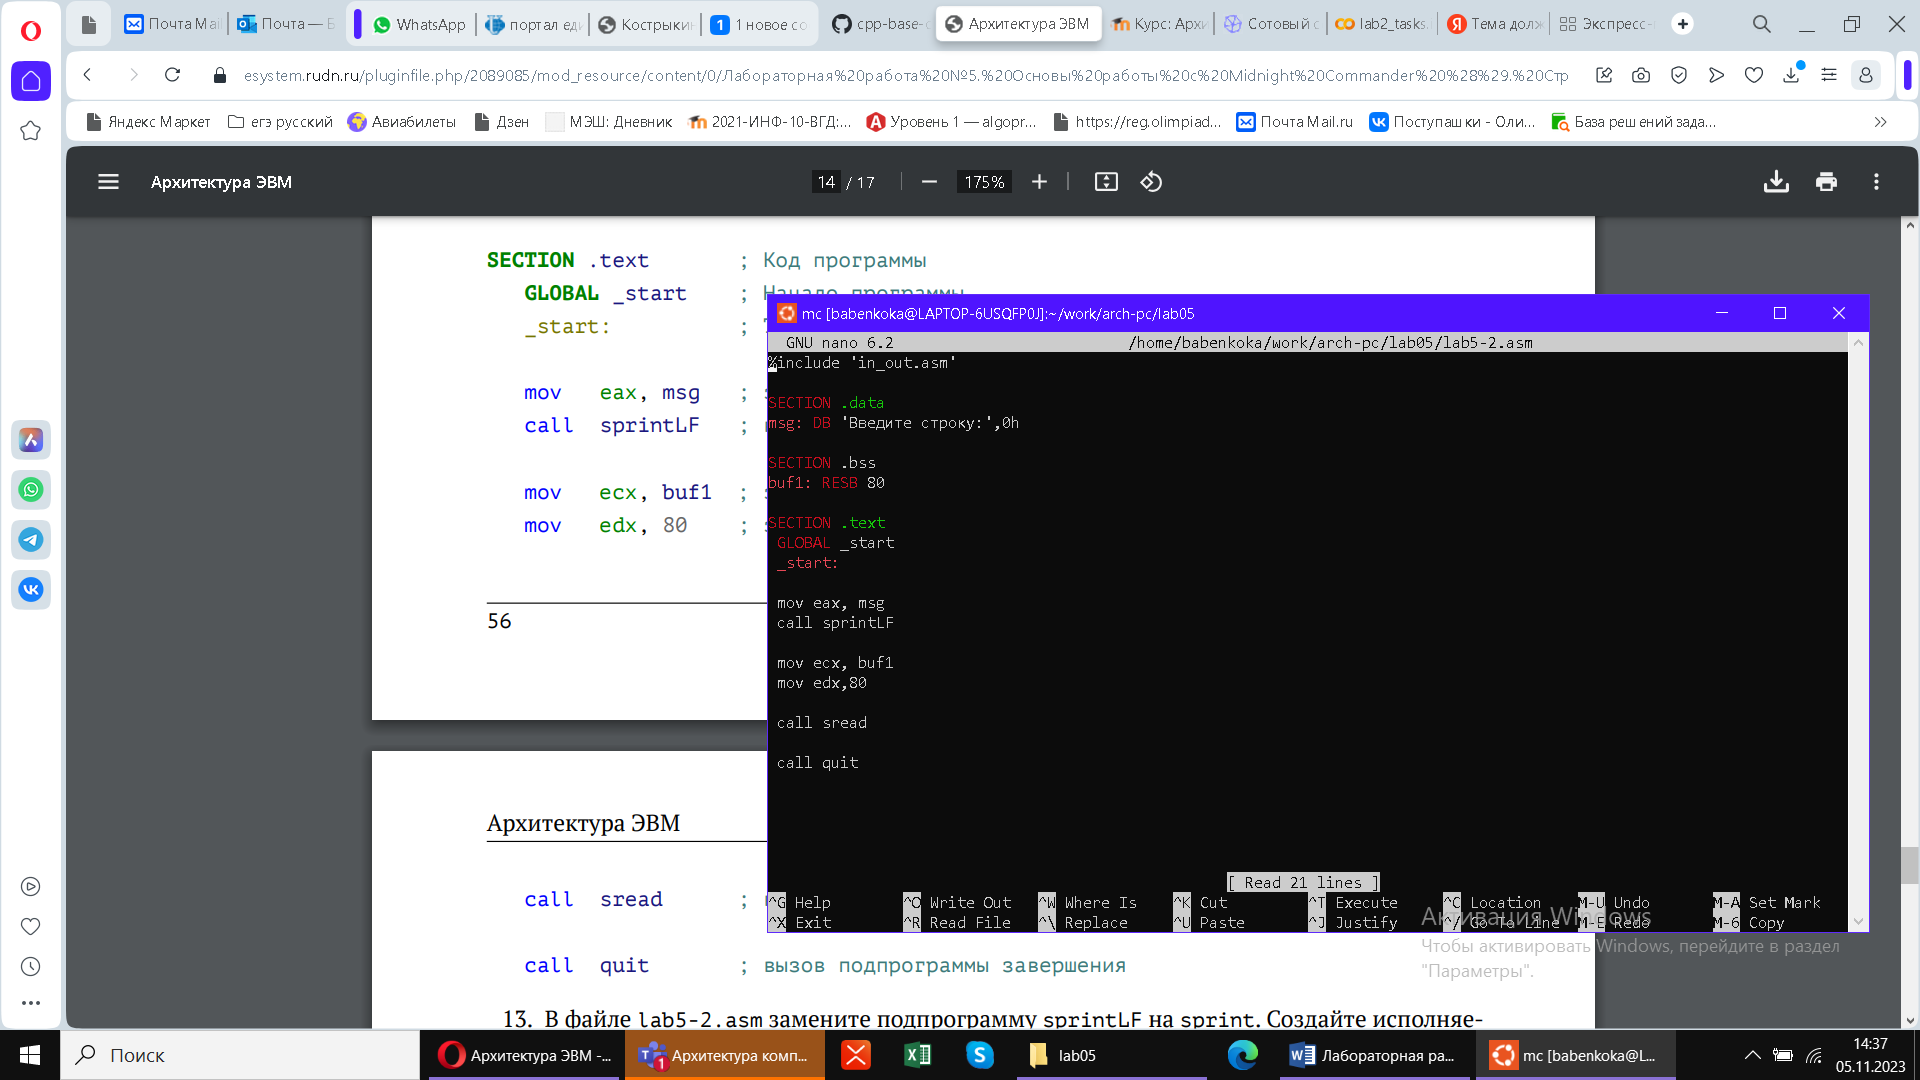 Почта Mai
Почта — Б
WhatsApp
портал еди
Кострыкин
1 новое со
cpp-base-c
Архитектура ЭВМ
Курс: Архи
Сотовый с
lab2_tasks.
Тема долж
Экспресс-
esystem.rudn.ru/pluginfile.php/2089085/mod_resource/content/0/Лабораторная%20работа%20№5.%20Основы%20работы%20с%20Midnight%20Commander%20%28%29.%20Стр
Яндекс Маркет
егэ русский
Авиабилеты
Дзен
МЭШ: Дневник
2021-ИНФ-10-ВГД:...
Уровень 1 — algopr...
https://reg.olimpiad...
Почта Mail.ru
Поступашки - Оли...
База решений зада...
Архитектура ЭВМ
14 / 17
175%
SECTION .text ; Код программы
GLOBAL _start ; Начало программы
_start: ;
mov eax, msg ;
call sprintLF ;
mov ecx, buf1 ;
mov edx, 80 ;
56
Архитектура ЭВМ
call sread ;
call quit ; вызов подпрограммы завершения
13. В файле lab5-2.asm замените подпрограмму sprintLF на sprint. Создайте исполняе-
mc [babenkoka@LAPTOP-6USQFP0J]:~/work/arch-pc/lab05
GNU nano 6.2 /home/babenkoka/work/arch-pc/lab05/lab5-2.asm
%include 'in_out.asm'
SECTION .data
msg: DB 'Введите строку:',0h
SECTION .bss
buf1: RESB 80
SECTION .text
GLOBAL _start
_start:
mov eax, msg
call sprintLF
mov ecx, buf1
mov edx,80
call sread
call quit
[ Read 21 lines ]
^G Help ^O Write Out ^W Where Is ^K Cut ^T Execute ^C Location M-U Undo M-A Set Mark
^X Exit ^R Read File ^\ Replace ^U Paste ^J Justify ^/ Go To Line M-E Redo M-6 Copy
Активация Windows
Чтобы активировать Windows, перейдите в раздел
"Параметры".
Поиск
Архитектура ЭВМ -...
1
Архитектура комп...
lab05
Лабораторная ра...
mc [babenkoka@L...
14:37
05.11.2023